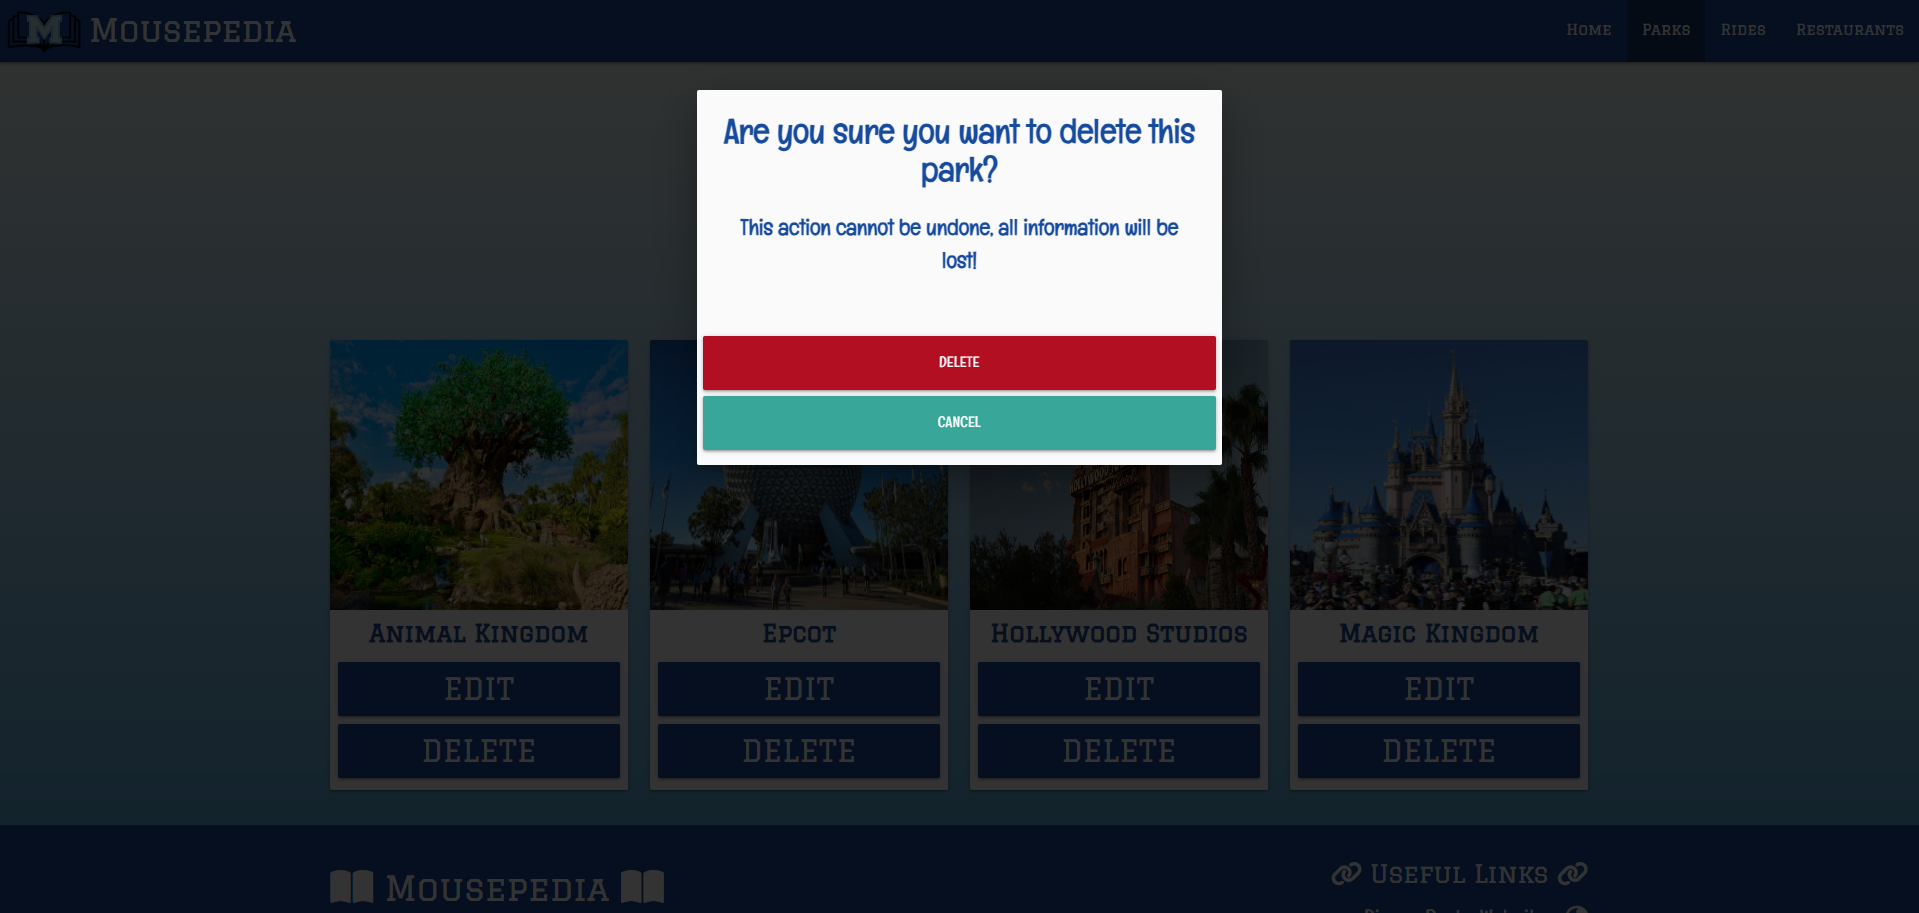 Mousepedia
Home Parks Rides Restaurants
Are you sure you want to delete this
park?
This action cannot be undone, all information will be
lost!
DELETE
CANCEL
Animal Kingdom
EDIT
DELETE
Epcot
EDIT
DELETE
Hollywood Studios
EDIT
DELETE
Magic Kingdom
EDIT
DELETE
Mousepedia
Useful Links